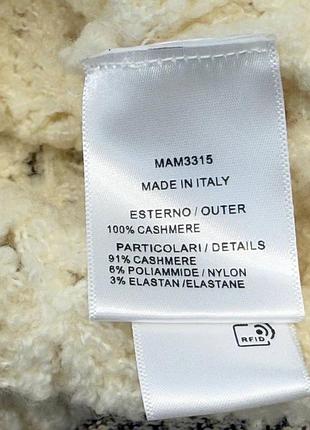 MAM3315
MADE IN ITALY
ESTERNO / OUTER
100% CASHMERE
PARTICOLARI / DETAILS
91% CASHMERE
6% POLIAMMIDE / NYLON
3% ELASTAN / ELASTANE
RFID